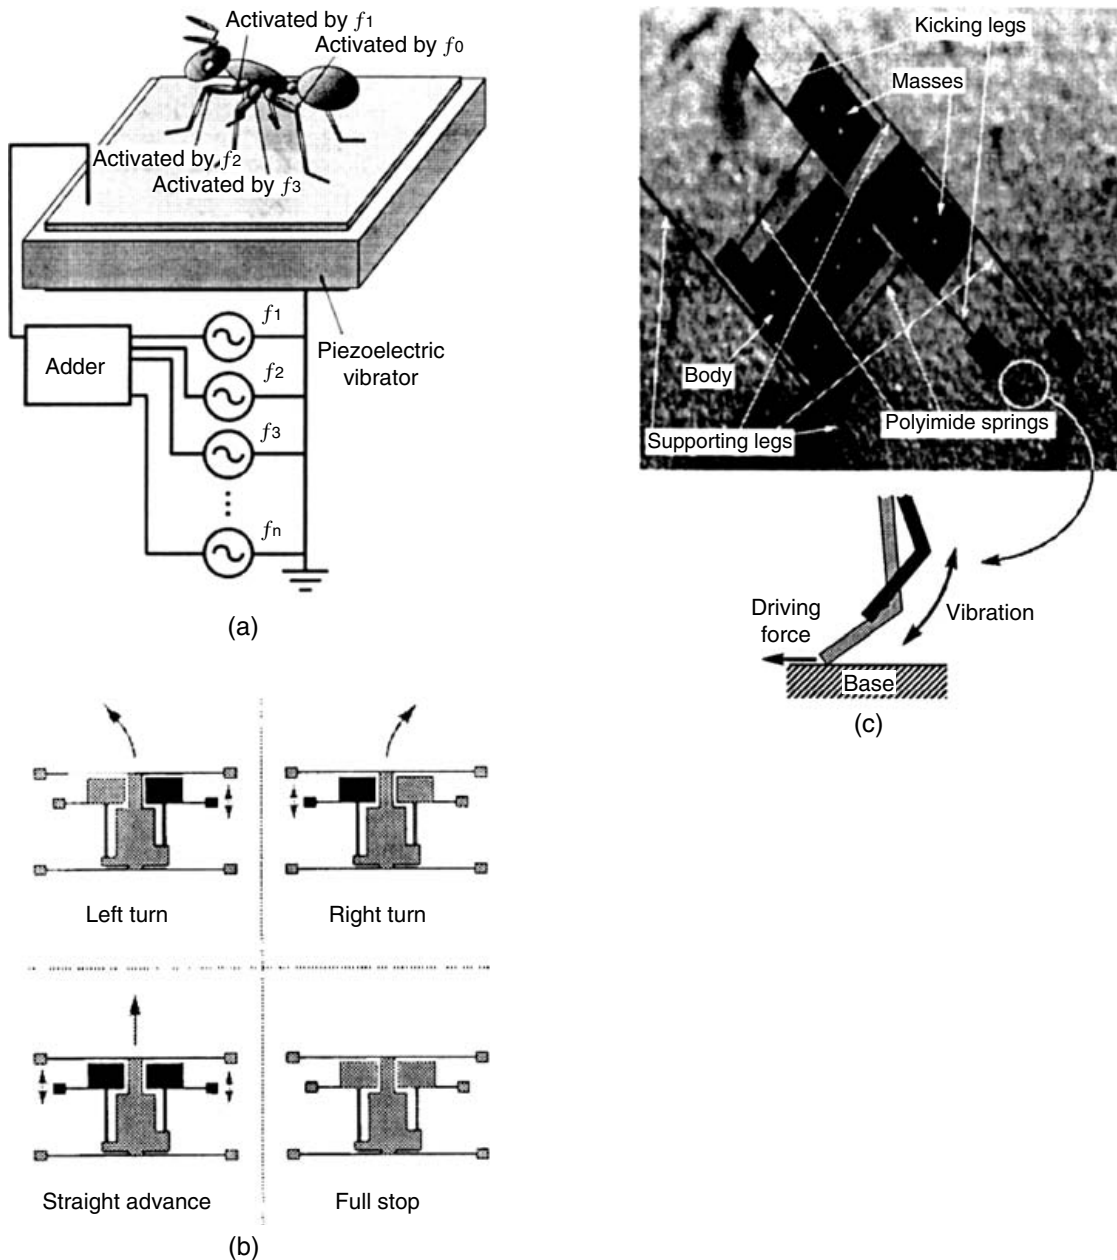 Activated by f1
Activated by f0
Activated by f2
Activated by f3
Adder
f1
f2
f3
fn
Piezoelectric
vibrator
(a)
Left turn
Right turn
Straight advance
Full stop
(b)
Kicking legs
Masses
Body
Polyimide springs
Supporting legs
Driving
force
Vibration
Base
(c)